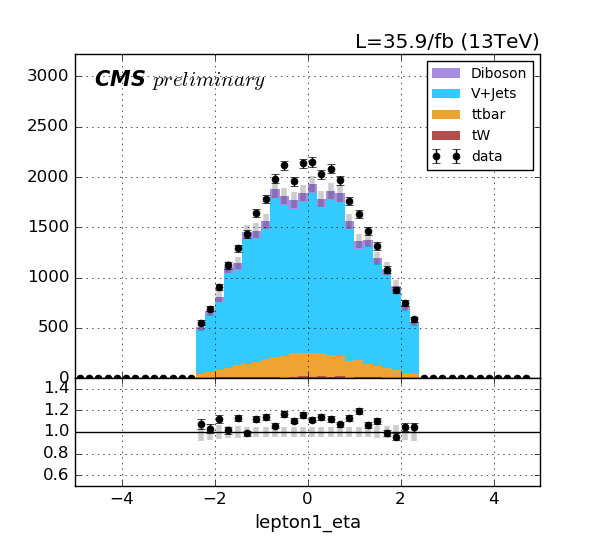 L=35.9/fb (13TeV)
CMS preliminary
Diboson
V+Jets
ttbar
tW
data
3000
2500
2000
1500
1000
500
0
1.4
1.2
1.0
0.8
0.6
−4 −2 0 2 4
lepton1_eta